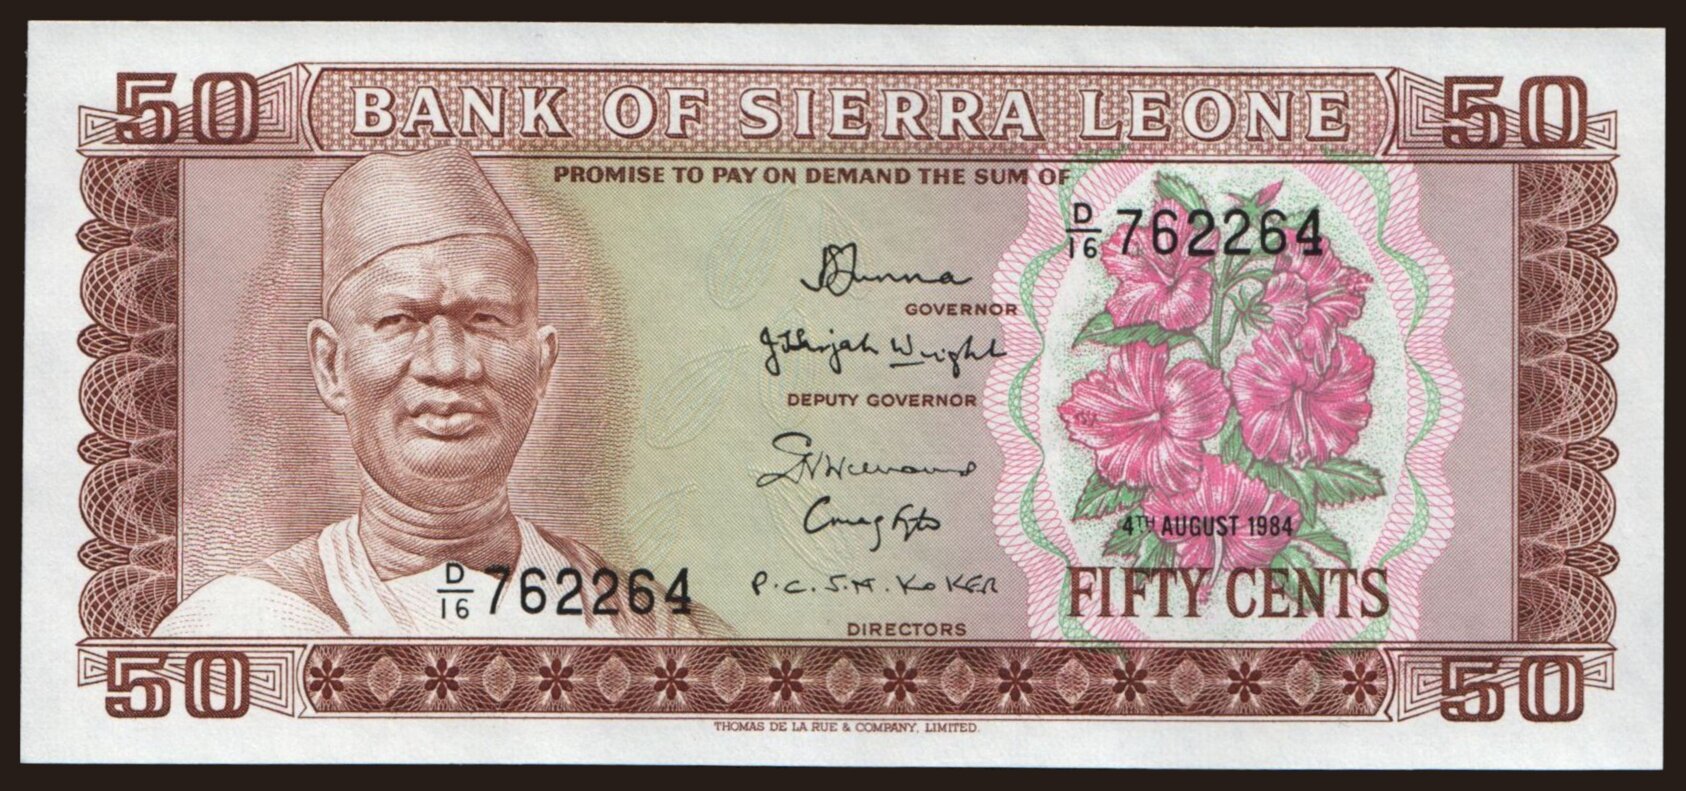 50 BANK OF SIERRA LEONE 50
PROMISE TO PAY ON DEMAND THE SUM OF
D/16 762264
GOVERNOR
DEPUTY GOVERNOR
4TH AUGUST 1984
D/16 762264
P.C.S.H. KOKER
FIFTY CENTS
DIRECTORS
50 50
THOMAS DE LA RUE & COMPANY, LIMITED.